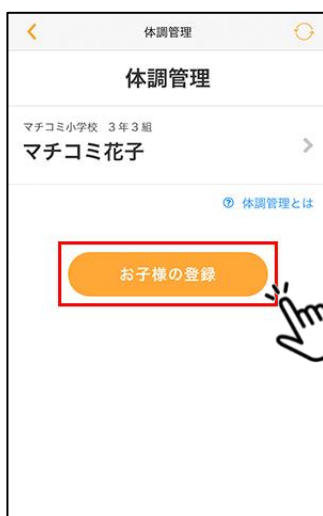 体調管理
体調管理
マチコミ小学校 3年3組
マチコミ花子
? 体調管理とは
お子様の登録